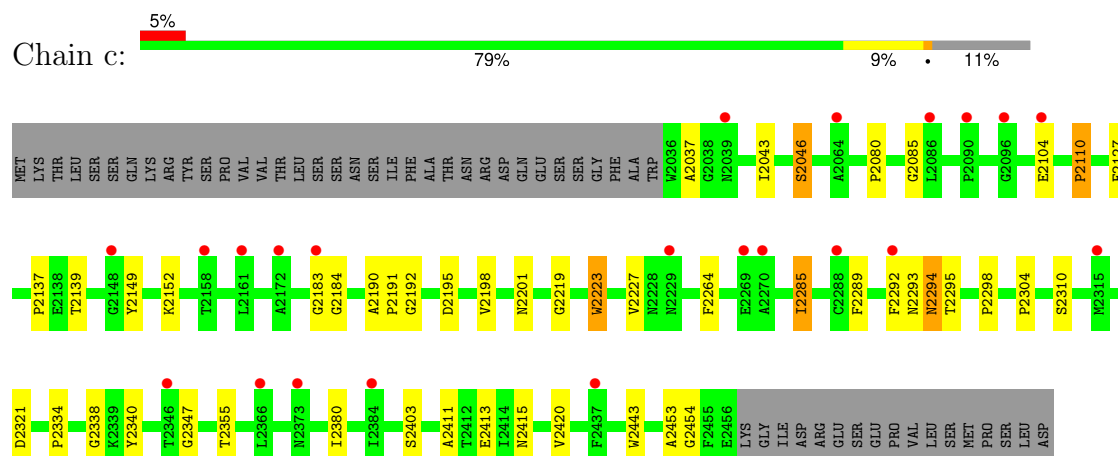 5%
Chain c:
79% 9% • 11%
MET LYS THR LEU SER SER GLN LYS ARG TYR SER PRO VAL VAL THR LEU SER SER ASN SER ILE PHE ALA THR ASN ARG ASP GLN GLU SER SER GLY PHE ALA TRP W2036 A2037 G2038 N2039 I2043 S2046 A2064 P2080 G2085 L2086 P2090 G2096 E2104 P2110
P2137 E2138 T2139 G2148 Y2149 K2152 T2158 L2161 A2172 G2183 G2184 A2190 P2191 G2192 D2195 V2198 N2201 G2219 W2223 V2227 N2228 N2229 F2264 E2269 A2270 I2285 C2288 F2289 F2292 N2293 N2294 T2295 P2298 P2304 S2310 M2315
D2321 P2334 G2338 K2339 Y2340 T2346 G2347 T2355 L2366 N2373 I2380 I2384 S2403 A2411 T2412 E2413 I2414 N2415 V2420 F2437 W2443 A2453 G2454 F2455 E2456 LYS GLY ILE ASP ARG GLU SER GLU PRO VAL LEU SER MET PRO SER LEU ASP